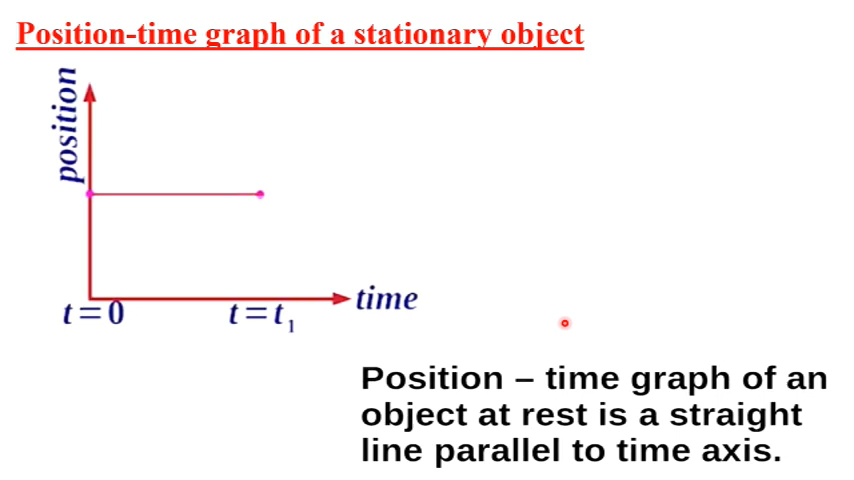 Position-time graph of a stationary object
position
time
t=0
t=t₁
Position – time graph of an
object at rest is a straight
line parallel to time axis.